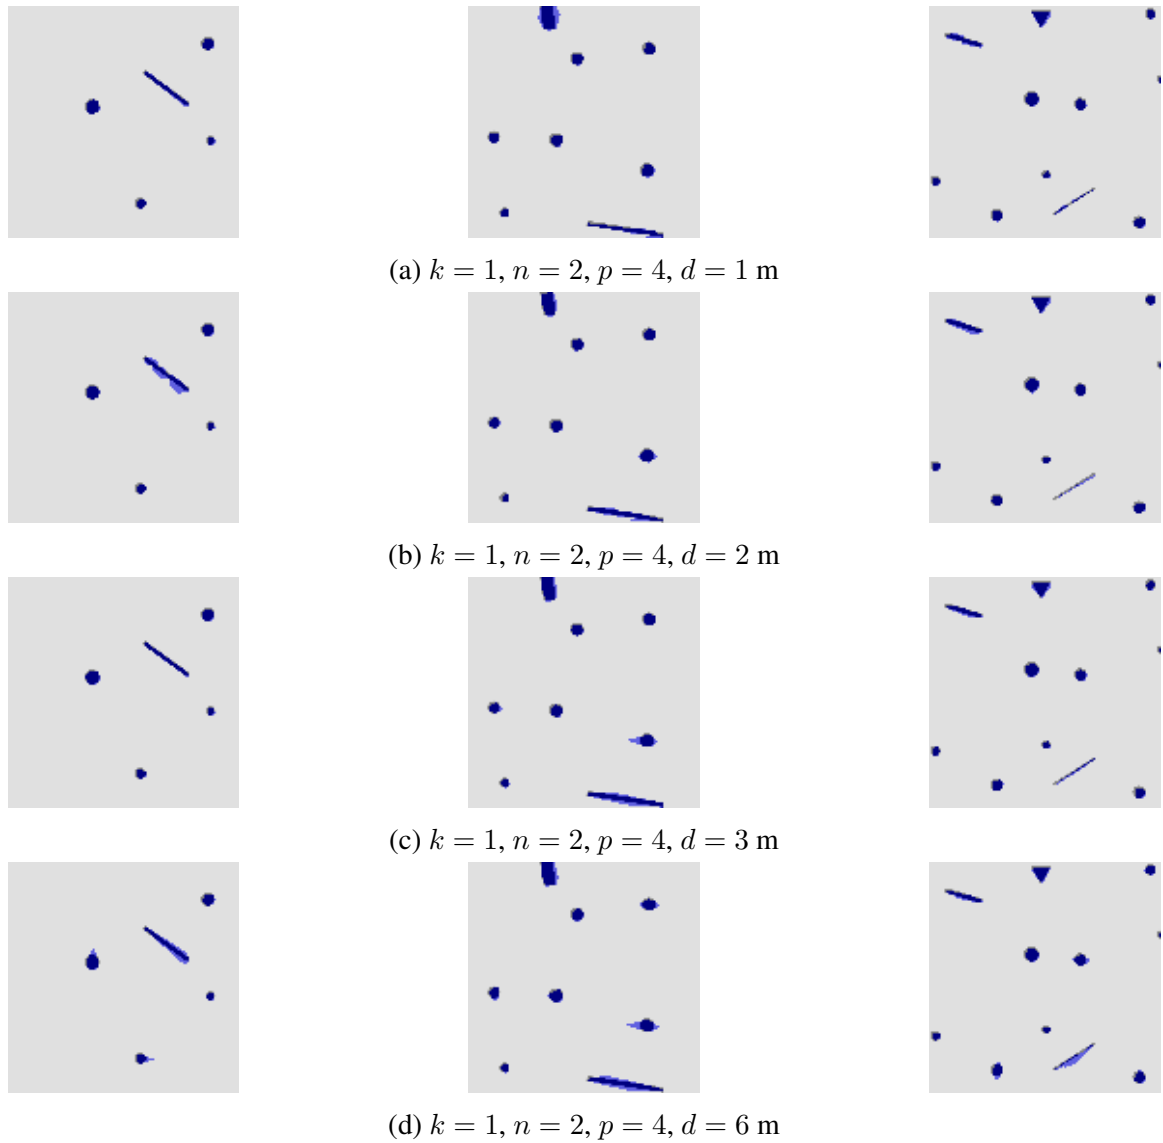 (a) k = 1, n = 2, p = 4, d = 1 m
(b) k = 1, n = 2, p = 4, d = 2 m
(c) k = 1, n = 2, p = 4, d = 3 m
(d) k = 1, n = 2, p = 4, d = 6 m